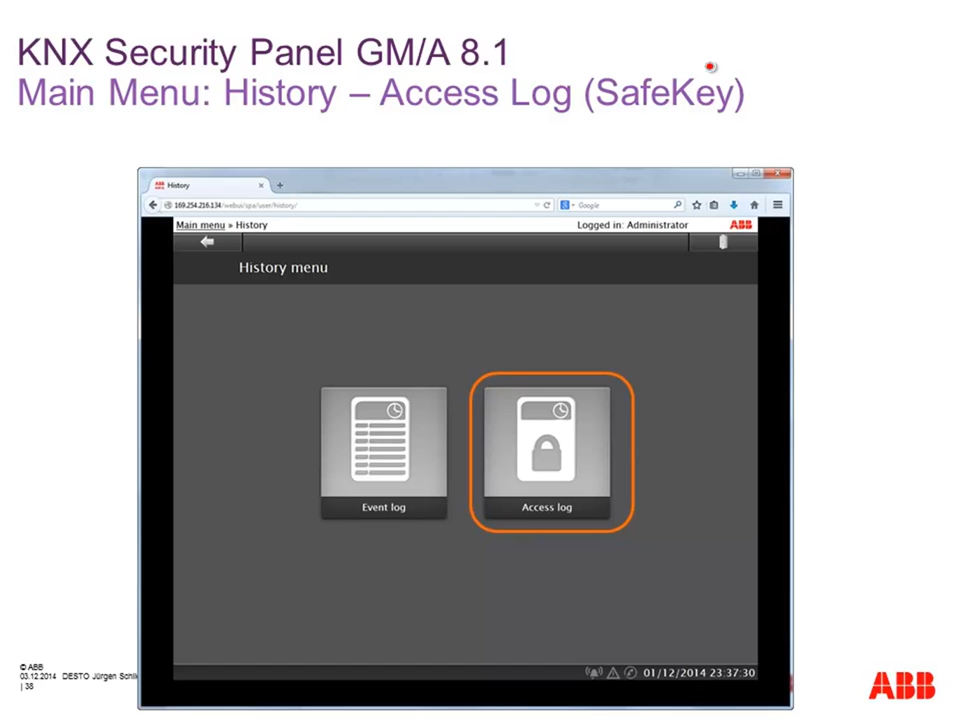 KNX Security Panel GM/A 8.1
Main Menu: History – Access Log (SafeKey)
ABB History
169.254.216.134/webui/spa/user/history/
Google
Main menu » History
Logged in: Administrator
ABB
History menu
Event log
Access log
01/12/2014 23:37:30
© ABB
03.12.2014 DESTO Jürgen
| 38
ABB